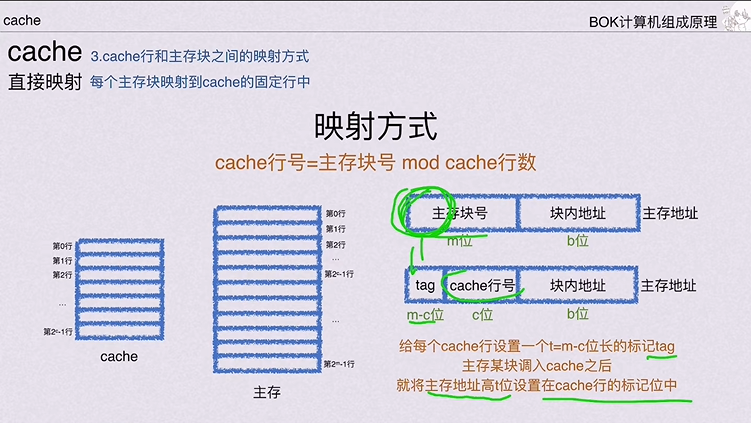 cache
BOK计算机组成原理
cache 3.cache行和主存块之间的映射方式
直接映射 每个主存块映射到cache的固定行中
映射方式
cache行号=主存块号 mod cache行数
第0行
第1行
第2行
...
第2ᶜ-1行
cache
第0行
第1行
第2行
...
第2ᶜ-1行
...
第2ᵐ-1行
主存
主存块号 块内地址 主存地址
m位 b位
tag cache行号 块内地址 主存地址
m-c位 c位 b位
给每个cache行设置一个t=m-c位长的标记tag
主存某块调入cache之后
就将主存地址高t位设置在cache行的标记位中